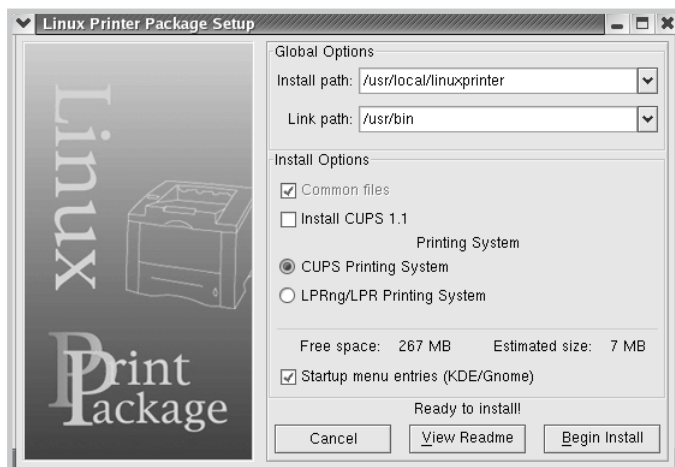 Linux Printer Package Setup
Linux
Print
Package
Global Options
Install path: /usr/local/linuxprinter
Link path: /usr/bin
Install Options
Common files
Install CUPS 1.1
Printing System
CUPS Printing System
LPRng/LPR Printing System
Free space: 267 MB Estimated size: 7 MB
Startup menu entries (KDE/Gnome)
Ready to install!
Cancel View Readme Begin Install